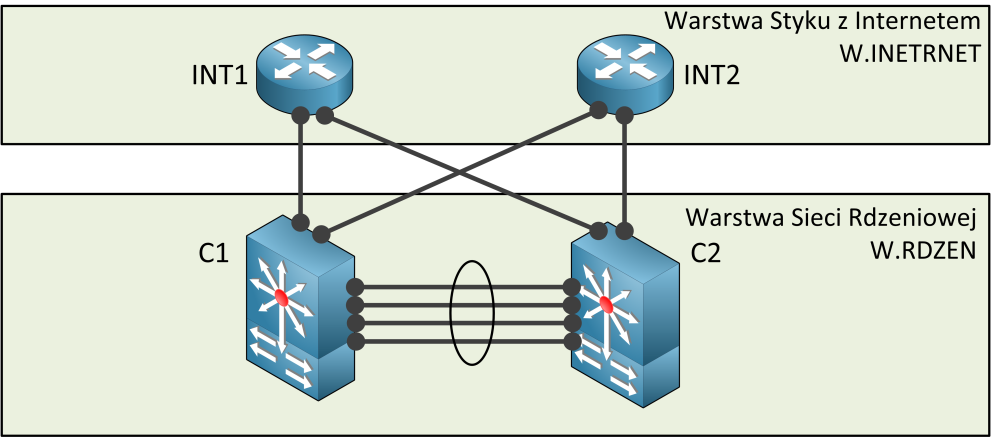 Warstwa Styku z Internetem
W.INETRNET
INT1
INT2
Warstwa Sieci Rdzeniowej
W.RDZEN
C1
C2